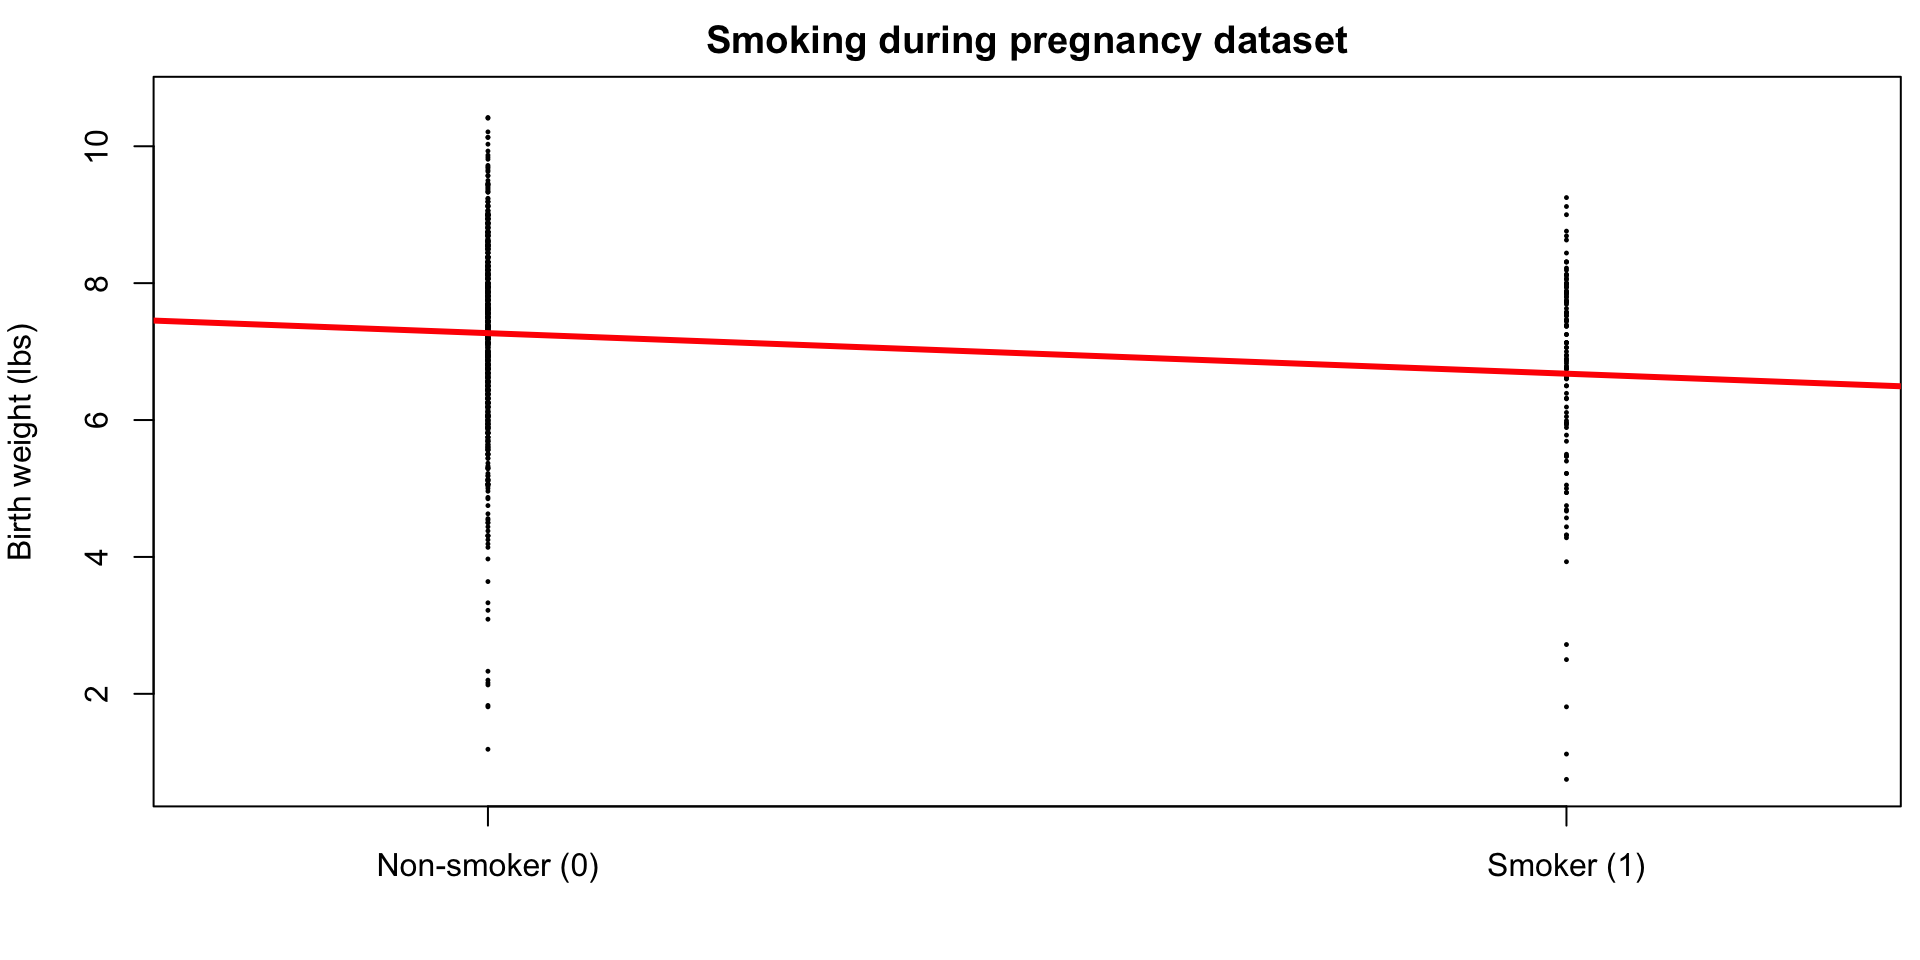 Smoking during pregnancy dataset
Birth weight (lbs)
10
8
6
4
2
Non-smoker (0)
Smoker (1)